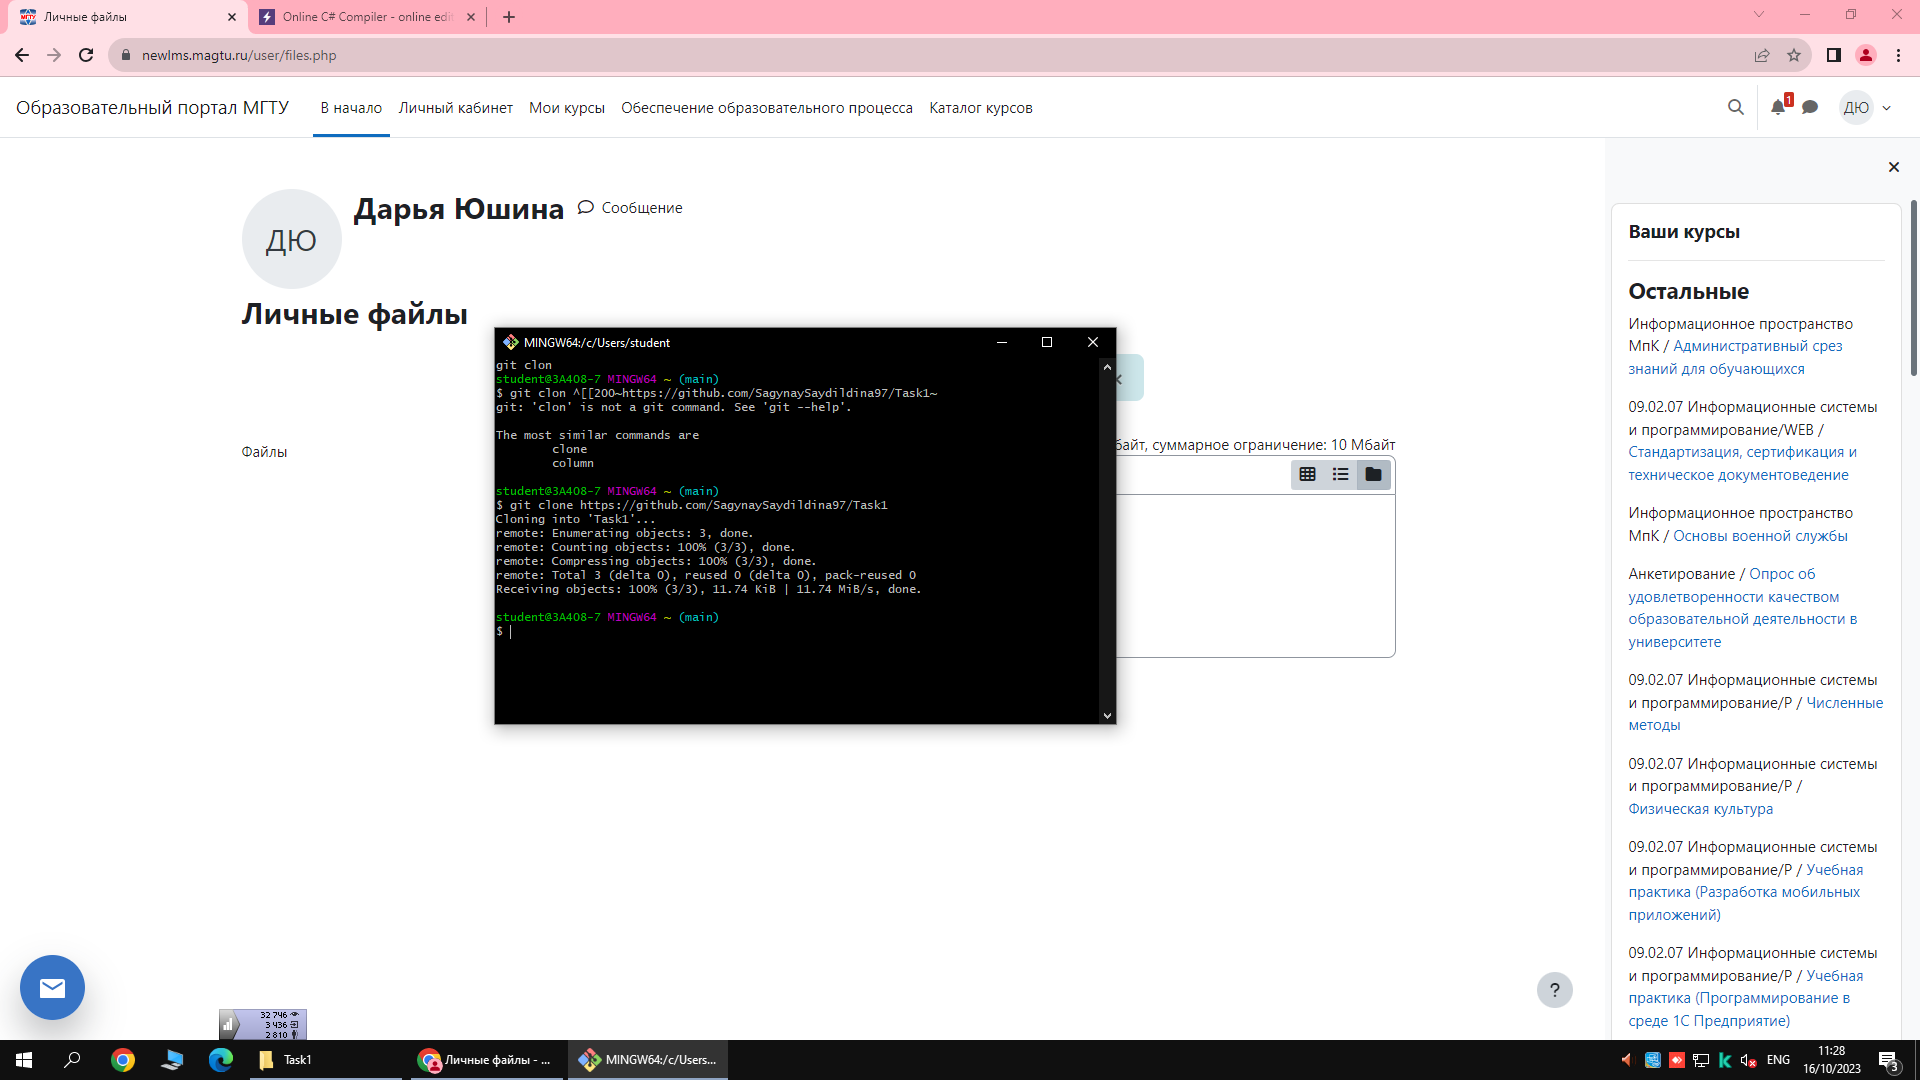 Личные файлы
Online C# Compiler - online edi
newlms.magtu.ru/user/files.php
Образовательный портал МГТУ
В начало
Личный кабинет
Мои курсы
Обеспечение образовательного процесса
Каталог курсов
1
ДЮ
ДЮ
Дарья Юшина
Сообщение
Личные файлы
Файлы
байт, суммарное ограничение: 10 Мбайт
MINGW64:/c/Users/student
git clon
student@3A408-7 MINGW64 ~ (main)
$ git clon ^[[200~https://github.com/SagynaySaydildina97/Task1~
git: 'clon' is not a git command. See 'git --help'.
The most similar commands are
clone
column
student@3A408-7 MINGW64 ~ (main)
$ git clone https://github.com/SagynaySaydildina97/Task1
Cloning into 'Task1'...
remote: Enumerating objects: 3, done.
remote: Counting objects: 100% (3/3), done.
remote: Compressing objects: 100% (3/3), done.
remote: Total 3 (delta 0), reused 0 (delta 0), pack-reused 0
Receiving objects: 100% (3/3), 11.74 KiB | 11.74 MiB/s, done.
student@3A408-7 MINGW64 ~ (main)
$
Ваши курсы
Остальные
Информационное пространство
МпК / Административный срез
знаний для обучающихся
09.02.07 Информационные системы
и программирование/WEB /
Стандартизация, сертификация и
техническое документоведение
Информационное пространство
МпК / Основы военной службы
Анкетирование / Опрос об
удовлетворенности качеством
образовательной деятельности в
университете
09.02.07 Информационные системы
и программирование/Р / Численные
методы
09.02.07 Информационные системы
и программирование/Р /
Физическая культура
09.02.07 Информационные системы
и программирование/Р / Учебная
практика (Разработка мобильных
приложений)
09.02.07 Информационные системы
и программирование/Р / Учебная
практика (Программирование в
среде 1С Предприятие)
?
32 746
3 436
2 810
Task1
Личные файлы - ...
MINGW64:/c/Users...
ENG
11:28
16/10/2023
3